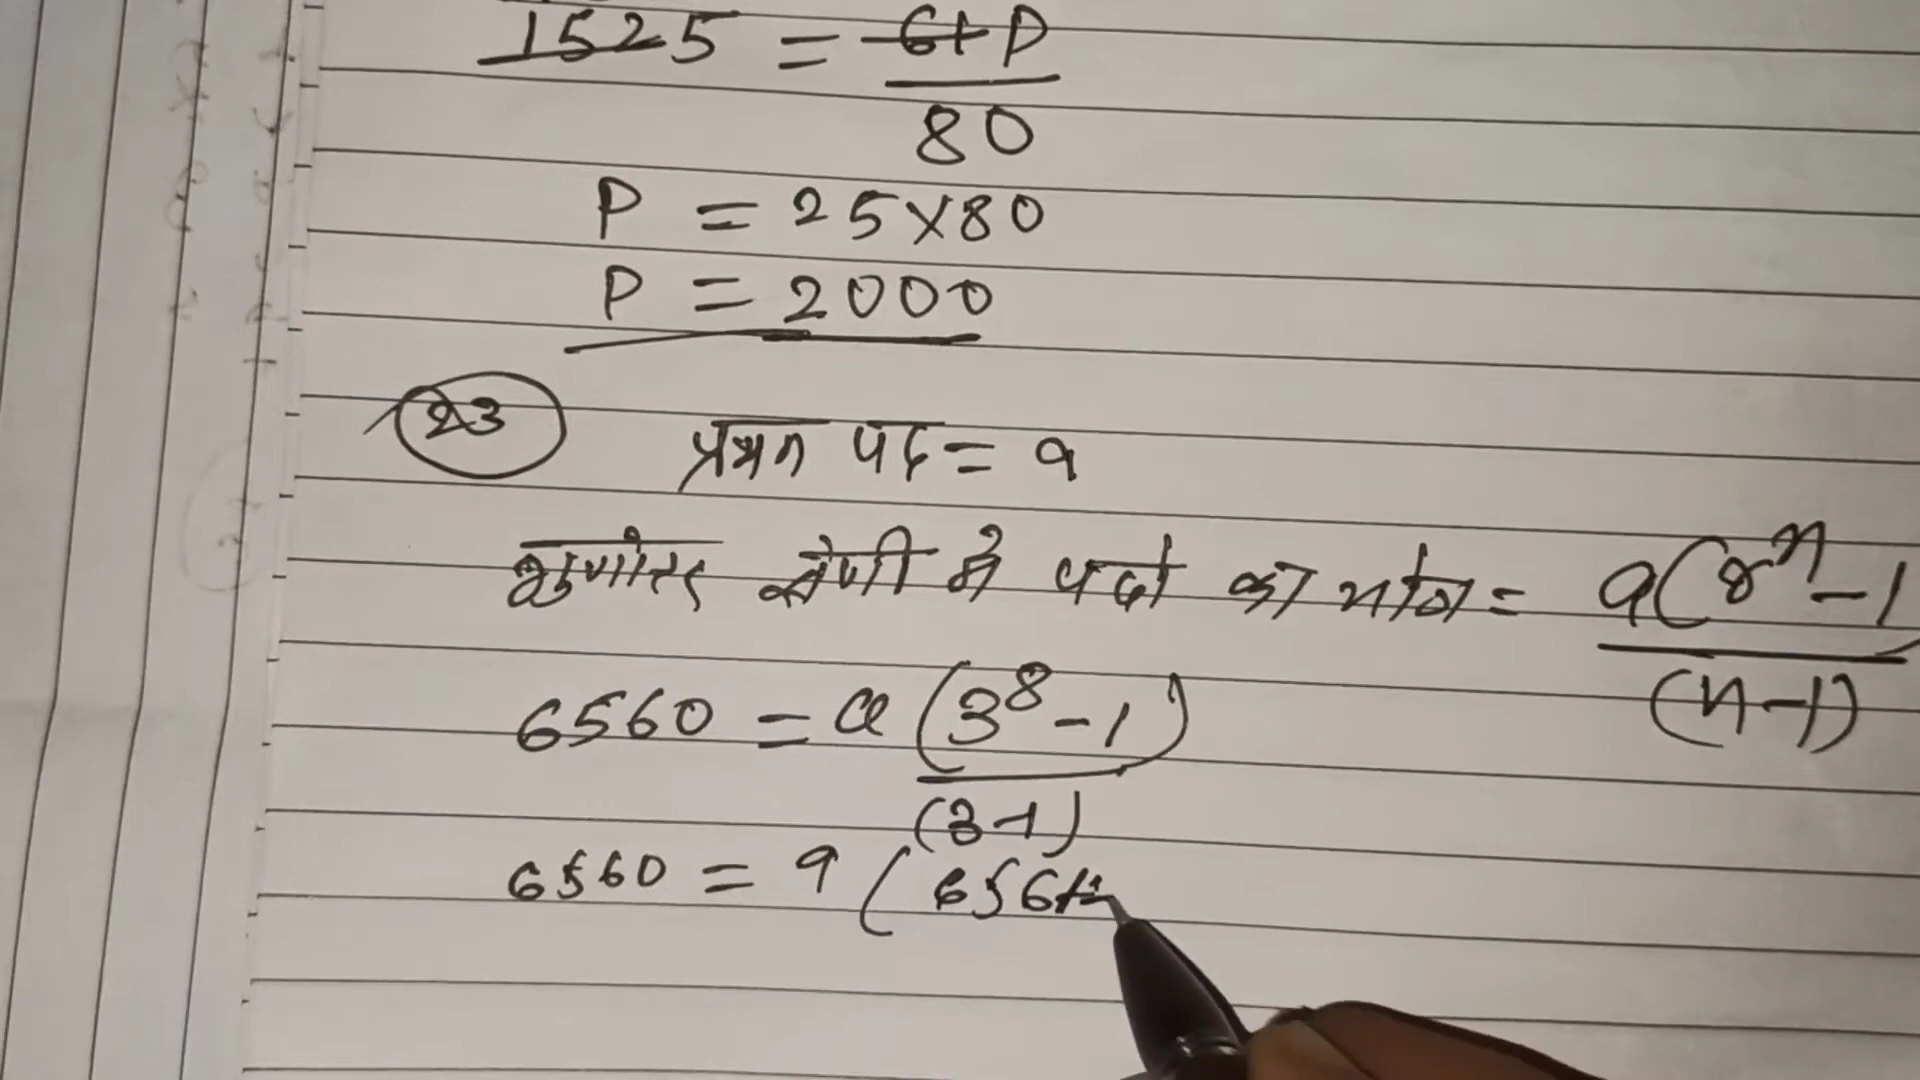 1525 = 61P
80
P = 25×80
P = 2000
23 प्रथम पद = a
गुणोत्तर श्रेणी में पदों का योग = a(r^n-1
(n-1)
6560 = a (3^8-1)
(3-1)
6560 = a ( 656